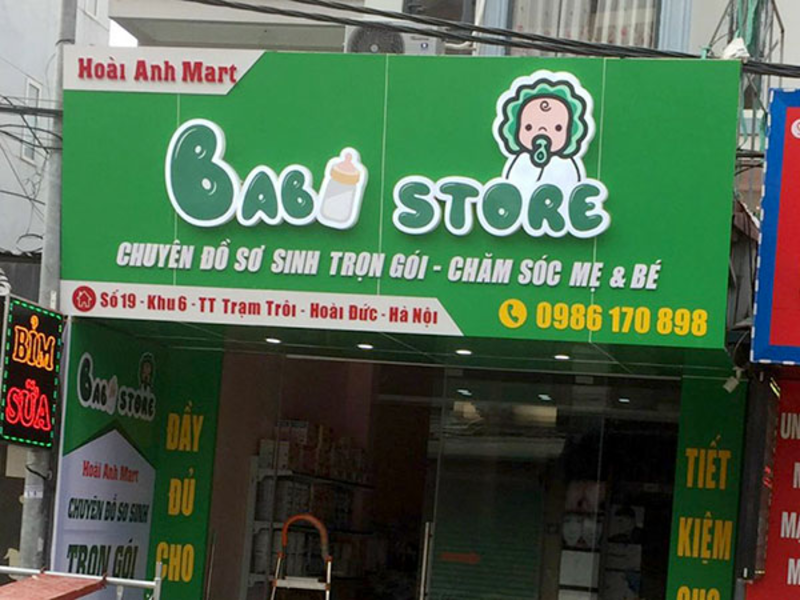 Hoài Anh Mart
BABI STORE
CHUYÊN ĐỒ SƠ SINH TRỌN GÓI - CHĂM SÓC MẸ & BÉ
Số 19 - Khu 6 - TT Trạm Trôi - Hoài Đức - Hà Nội
0986 170 898
BỈM
SỮA
BABI STORE
Hoài Anh Mart
CHUYÊN ĐỒ SƠ SINH
TRỌN GÓI
ĐẦY
ĐỦ
CHO
TIẾT
KIỆM
CHO